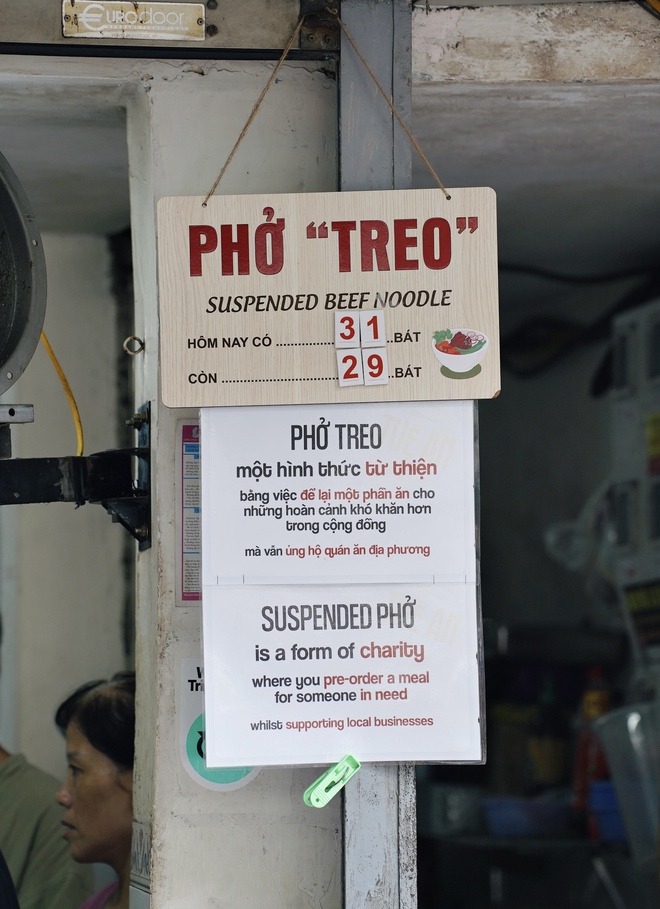 EUROdoor
PHỞ “TREO”
SUSPENDED BEEF NOODLE
HÔM NAY CÓ ............... 31 ..BÁT
CÒN ............................. 29 ..BÁT
PHỞ TREO
một hình thức từ thiện
bằng việc để lại một phần ăn cho
những hoàn cảnh khó khăn hơn
trong cộng đồng
mà vẫn ủng hộ quán ăn địa phương
SUSPENDED PHỞ
is a form of charity
where you pre-order a meal
for someone in need
whilst supporting local businesses